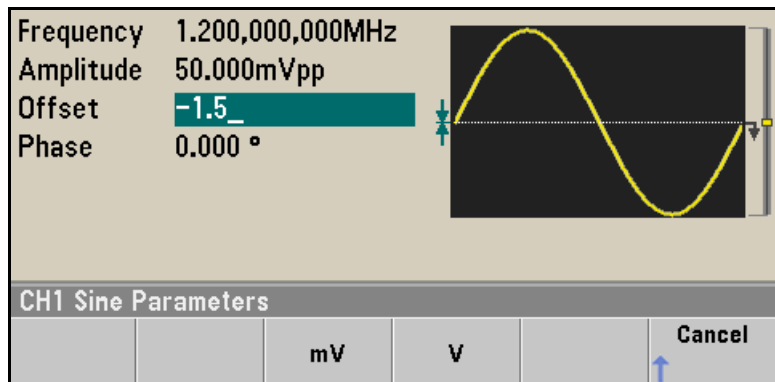 Frequency 1.200,000,000MHz
Amplitude 50.000mVpp
Offset -1.5_
Phase 0.000 °
CH1 Sine Parameters
mV V Cancel